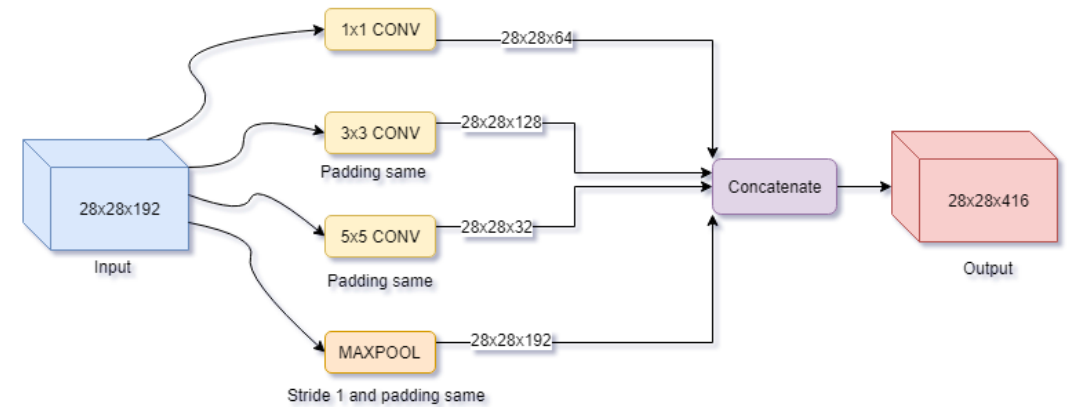 1x1 CONV
28x28x64
3x3 CONV
28x28x128
Padding same
28x28x192
Input
5x5 CONV
28x28x32
Padding same
MAXPOOL
28x28x192
Stride 1 and padding same
Concatenate
28x28x416
Output